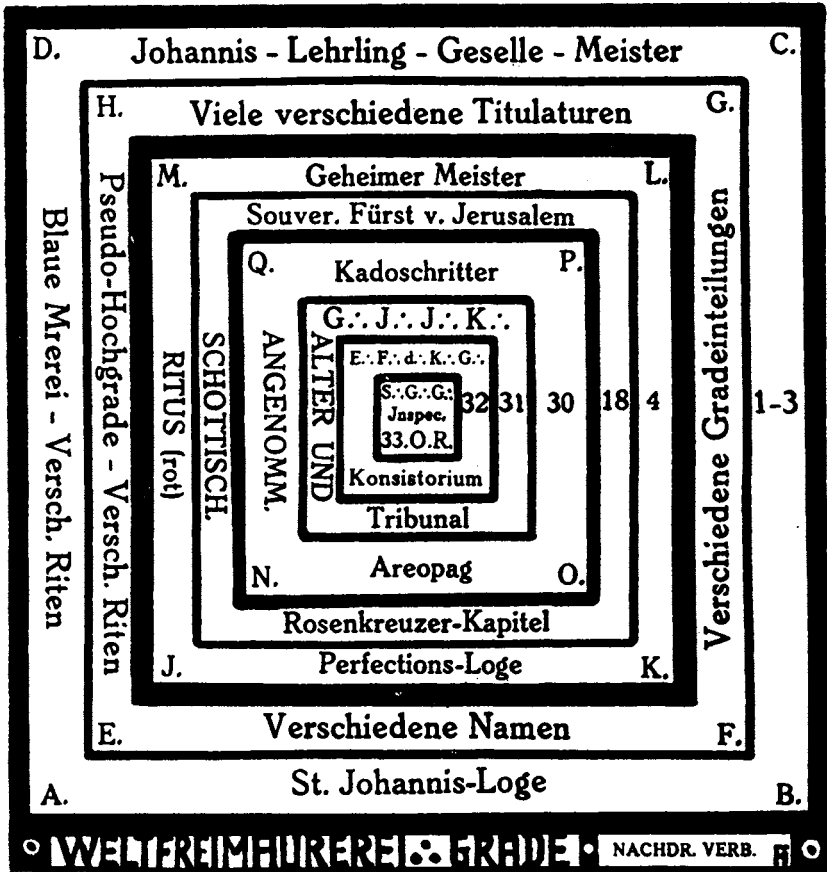 D.
Johannis - Lehrling - Geselle - Meister
C.
H.
Viele verschiedene Titulaturen
G.
M.
Geheimer Meister
L.
Souver. Fürst v. Jerusalem
Q.
Kadoschritter
P.
G∴ J∴ J∴ K∴
E∴ F∴ d∴ K∴ G∴
S∴G∴G∴
Jnspec.
33.O.R.
32
31
30
18
4
1-3
Blaue Mrerei - Versch. Riten
Pseudo-Hochgrade - Versch. Riten
RITUS (rot)
SCHOTTISCH.
ANGENOMM.
ALTER UND
Verschiedene Gradeinteilungen
Konsistorium
Tribunal
N.
Areopag
O.
Rosenkreuzer-Kapitel
J.
Perfections-Loge
K.
E.
Verschiedene Namen
F.
A.
St. Johannis-Loge
B.
WELTFREIMAUREREI ∴ GRADE • NACHDR. VERB.